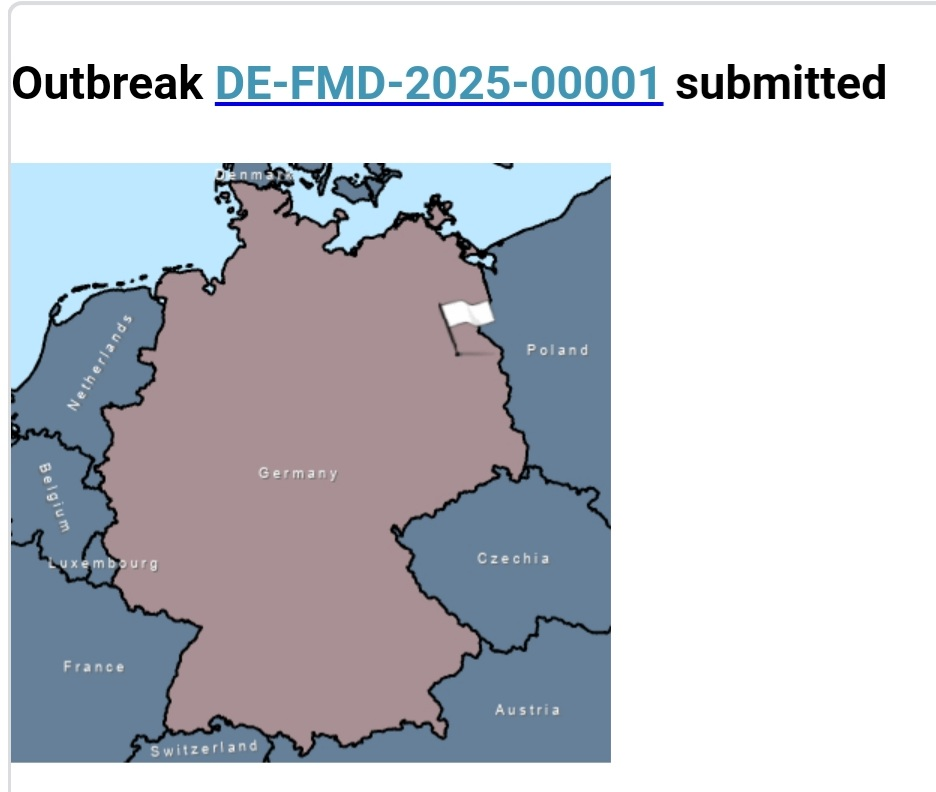 Outbreak DE-FMD-2025-00001 submitted
Denmark
Netherlands
Poland
Belgium
Germany
Luxembourg
Czechia
France
Austria
Switzerland